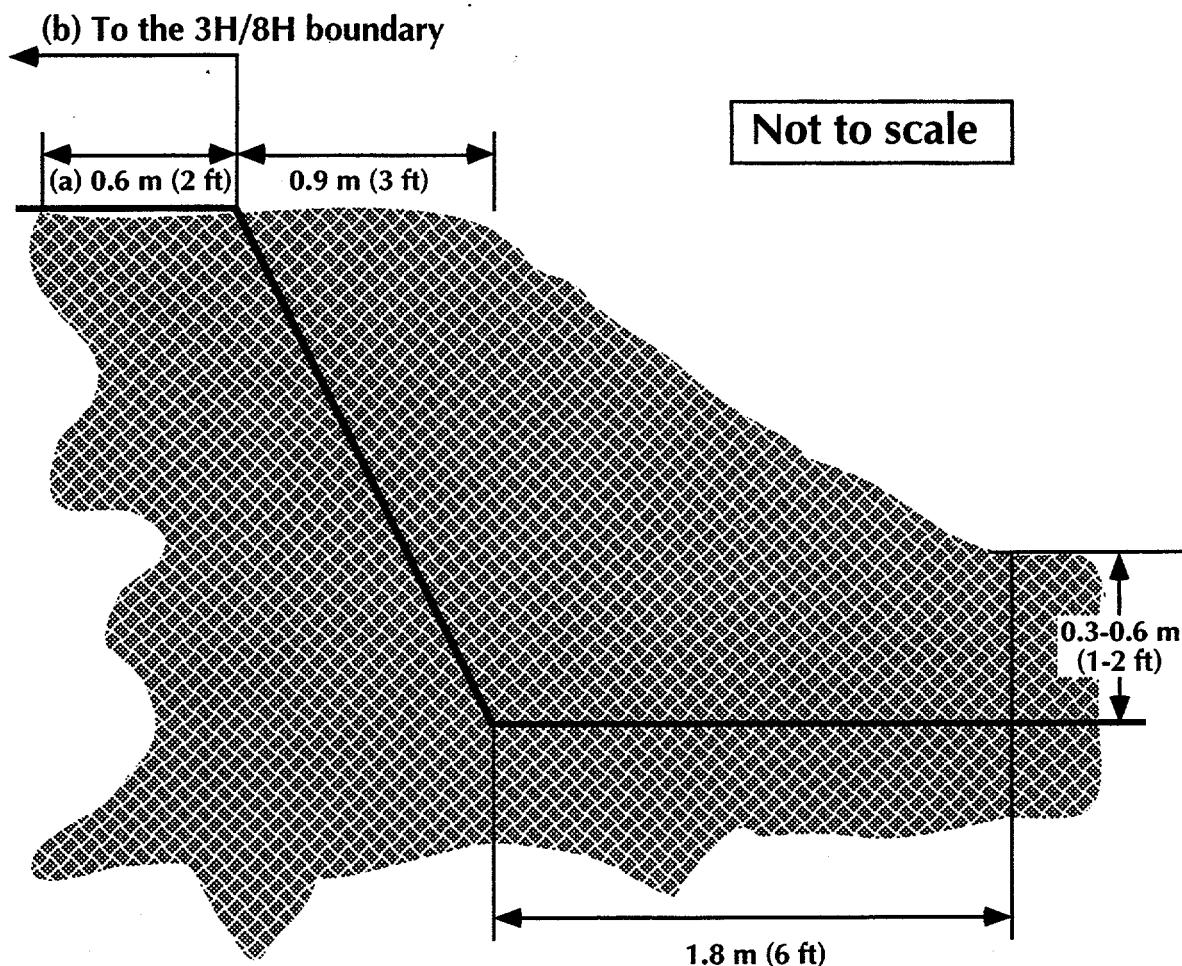 (b) To the 3H/8H boundary
Not to scale
(a) 0.6 m (2 ft)
0.9 m (3 ft)
0.3-0.6 m
(1-2 ft)
1.8 m (6 ft)